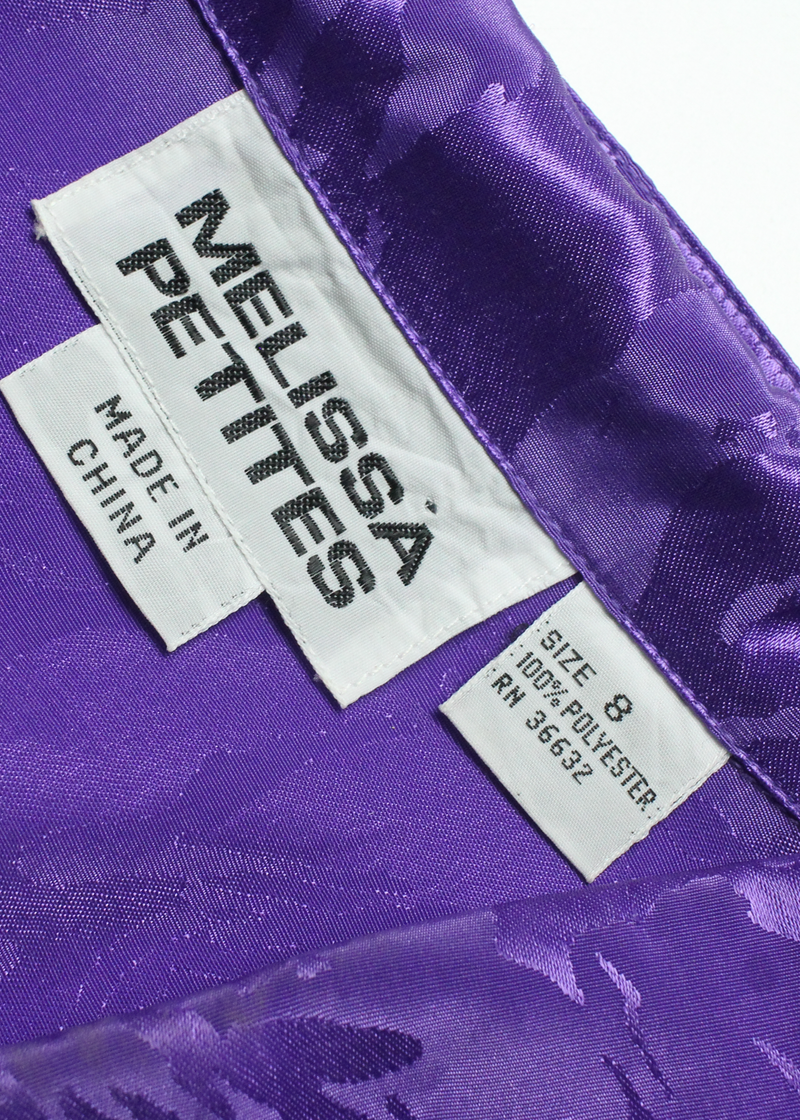 MELISSA
PETITES
MADE IN
CHINA
SIZE 8
100% POLYESTER
RN 36632